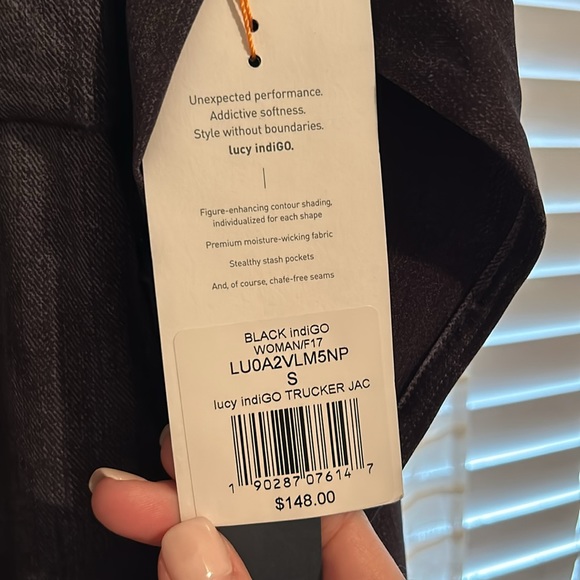 Unexpected performance.
Addictive softness.
Style without boundaries.
lucy indiGO.
Figure-enhancing contour shading,
individualized for each shape
Premium moisture-wicking fabric
Stealthy stash pockets
And, of course, chafe-free seams
BLACK indiGO
WOMAN/F17
LU0A2VLM5NP
S
lucy indiGO TRUCKER JAC
1 90287 07614 7
$148.00